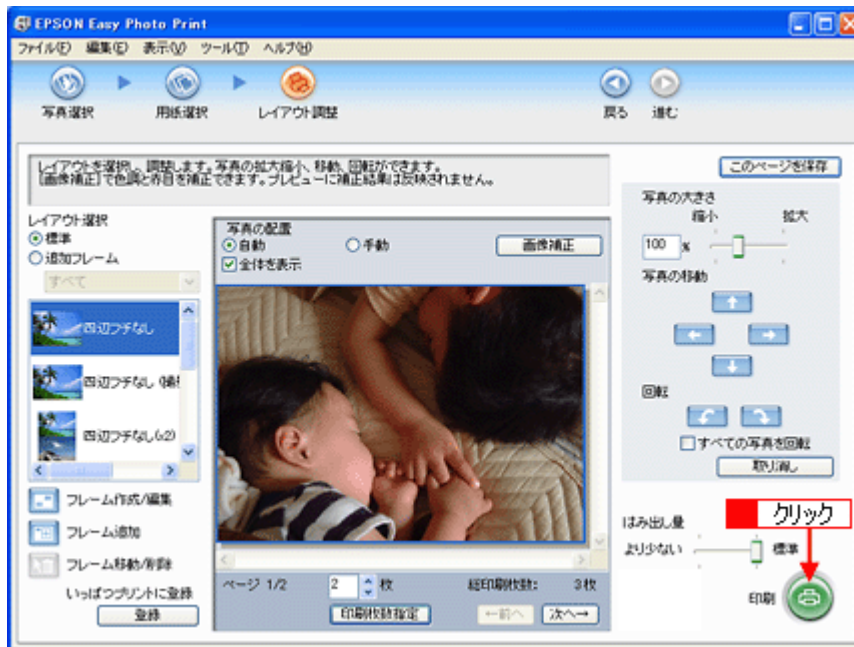 EPSON Easy Photo Print
ファイル(F) 編集(E) 表示(V) ツール(T) ヘルプ(H)
写真選択 用紙選択 レイアウト調整 戻る 進む
レイアウトを選択し、調整します。写真の拡大縮小、移動、回転ができます。
[画像補正]で色調と赤目を補正できます。プレビューに補正結果は反映されません。
このページを保存
レイアウト選択
標準
追加フレーム
すべて
四辺フチなし
四辺フチなし
四辺フチなし(x2)
フレーム作成/編集
フレーム追加
フレーム移動/削除
いっぱつプリントに登録
登録
写真の配置
自動 手動 画像補正
全体を表示
ページ 1/2 2 枚 総印刷枚数: 3枚
印刷枚数指定 ←前へ 次へ→
写真の大きさ
縮小 拡大
100 %
写真の移動
回転
すべての写真を回転
取り消し
はみ出し量
クリック
より少ない 標準
印刷